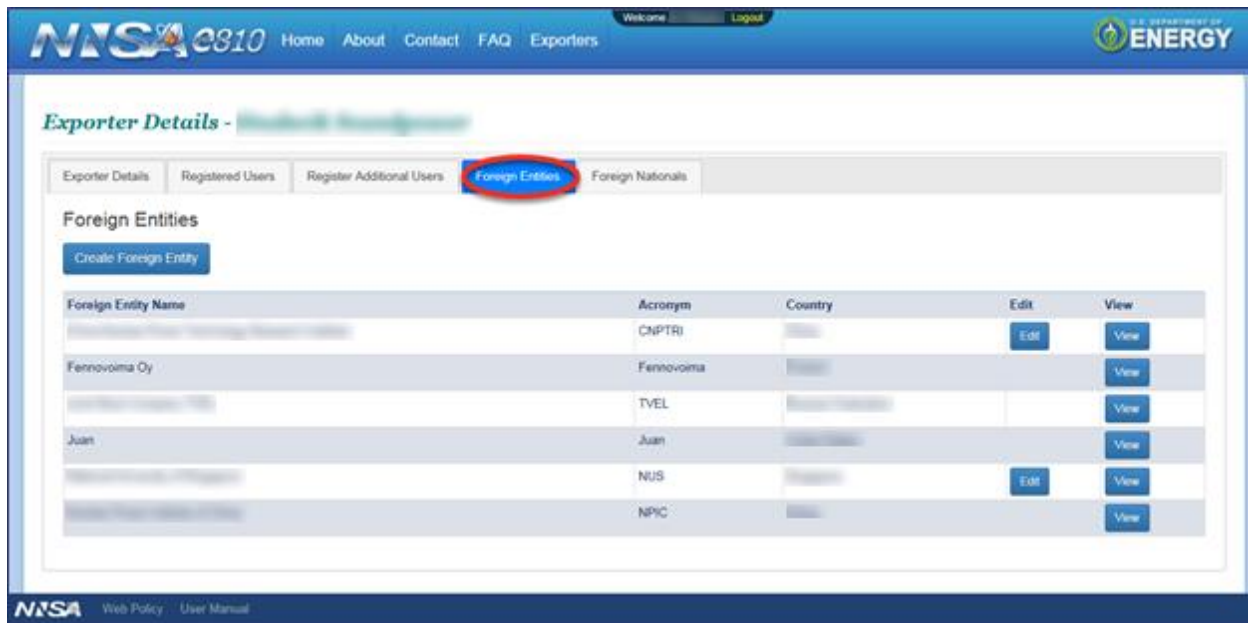 Welcome Logout
NNSA e810 Home About Contact FAQ Exporters
U.S. DEPARTMENT OF
ENERGY
Exporter Details -
Exporter Details Registered Users Register Additional Users Foreign Entities Foreign Nationals
Foreign Entities
Create Foreign Entity
Foreign Entity Name Acronym Country Edit View
CNPTRI Edit View
Fennovoima Oy Fennovoima View
TVEL View
Juan Juan View
NUS Edit View
NPIC View
NNSA Web Policy User Manual